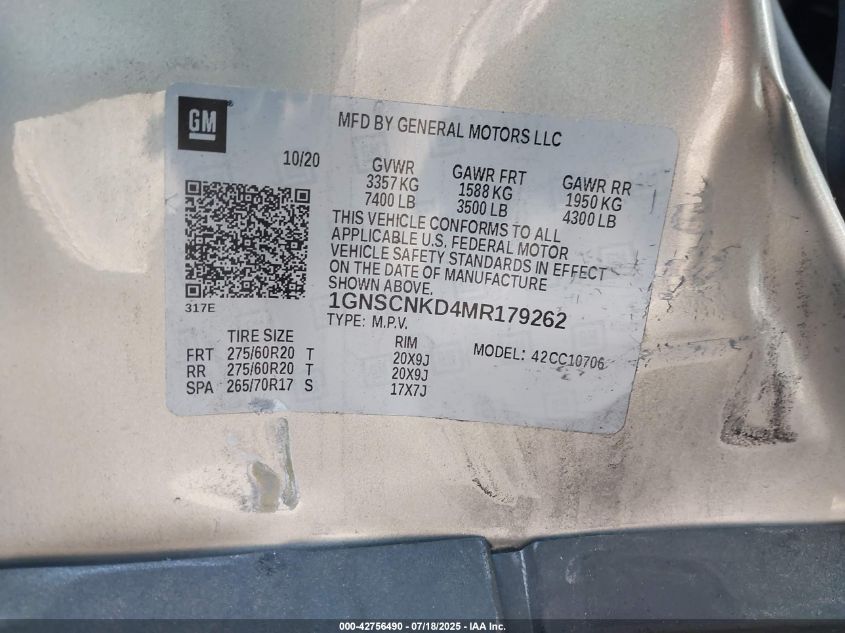 GM
MFD BY GENERAL MOTORS LLC
10/20
GVWR GAWR FRT GAWR RR
3357 KG 1588 KG 1950 KG
7400 LB 3500 LB 4300 LB
THIS VEHICLE CONFORMS TO ALL
APPLICABLE U.S. FEDERAL MOTOR
VEHICLE SAFETY STANDARDS IN EFFECT
ON THE DATE OF MANUFACTURE
SHOWN ABOVE.
317E
1GNSCNKD4MR179262
TYPE: M.P.V.
TIRE SIZE RIM MODEL: 42CC10706
FRT 275/60R20 T 20X9J
RR 275/60R20 T 20X9J
SPA 265/70R17 S 17X7J
000-42756490 - 07/18/2025 - IAA Inc.